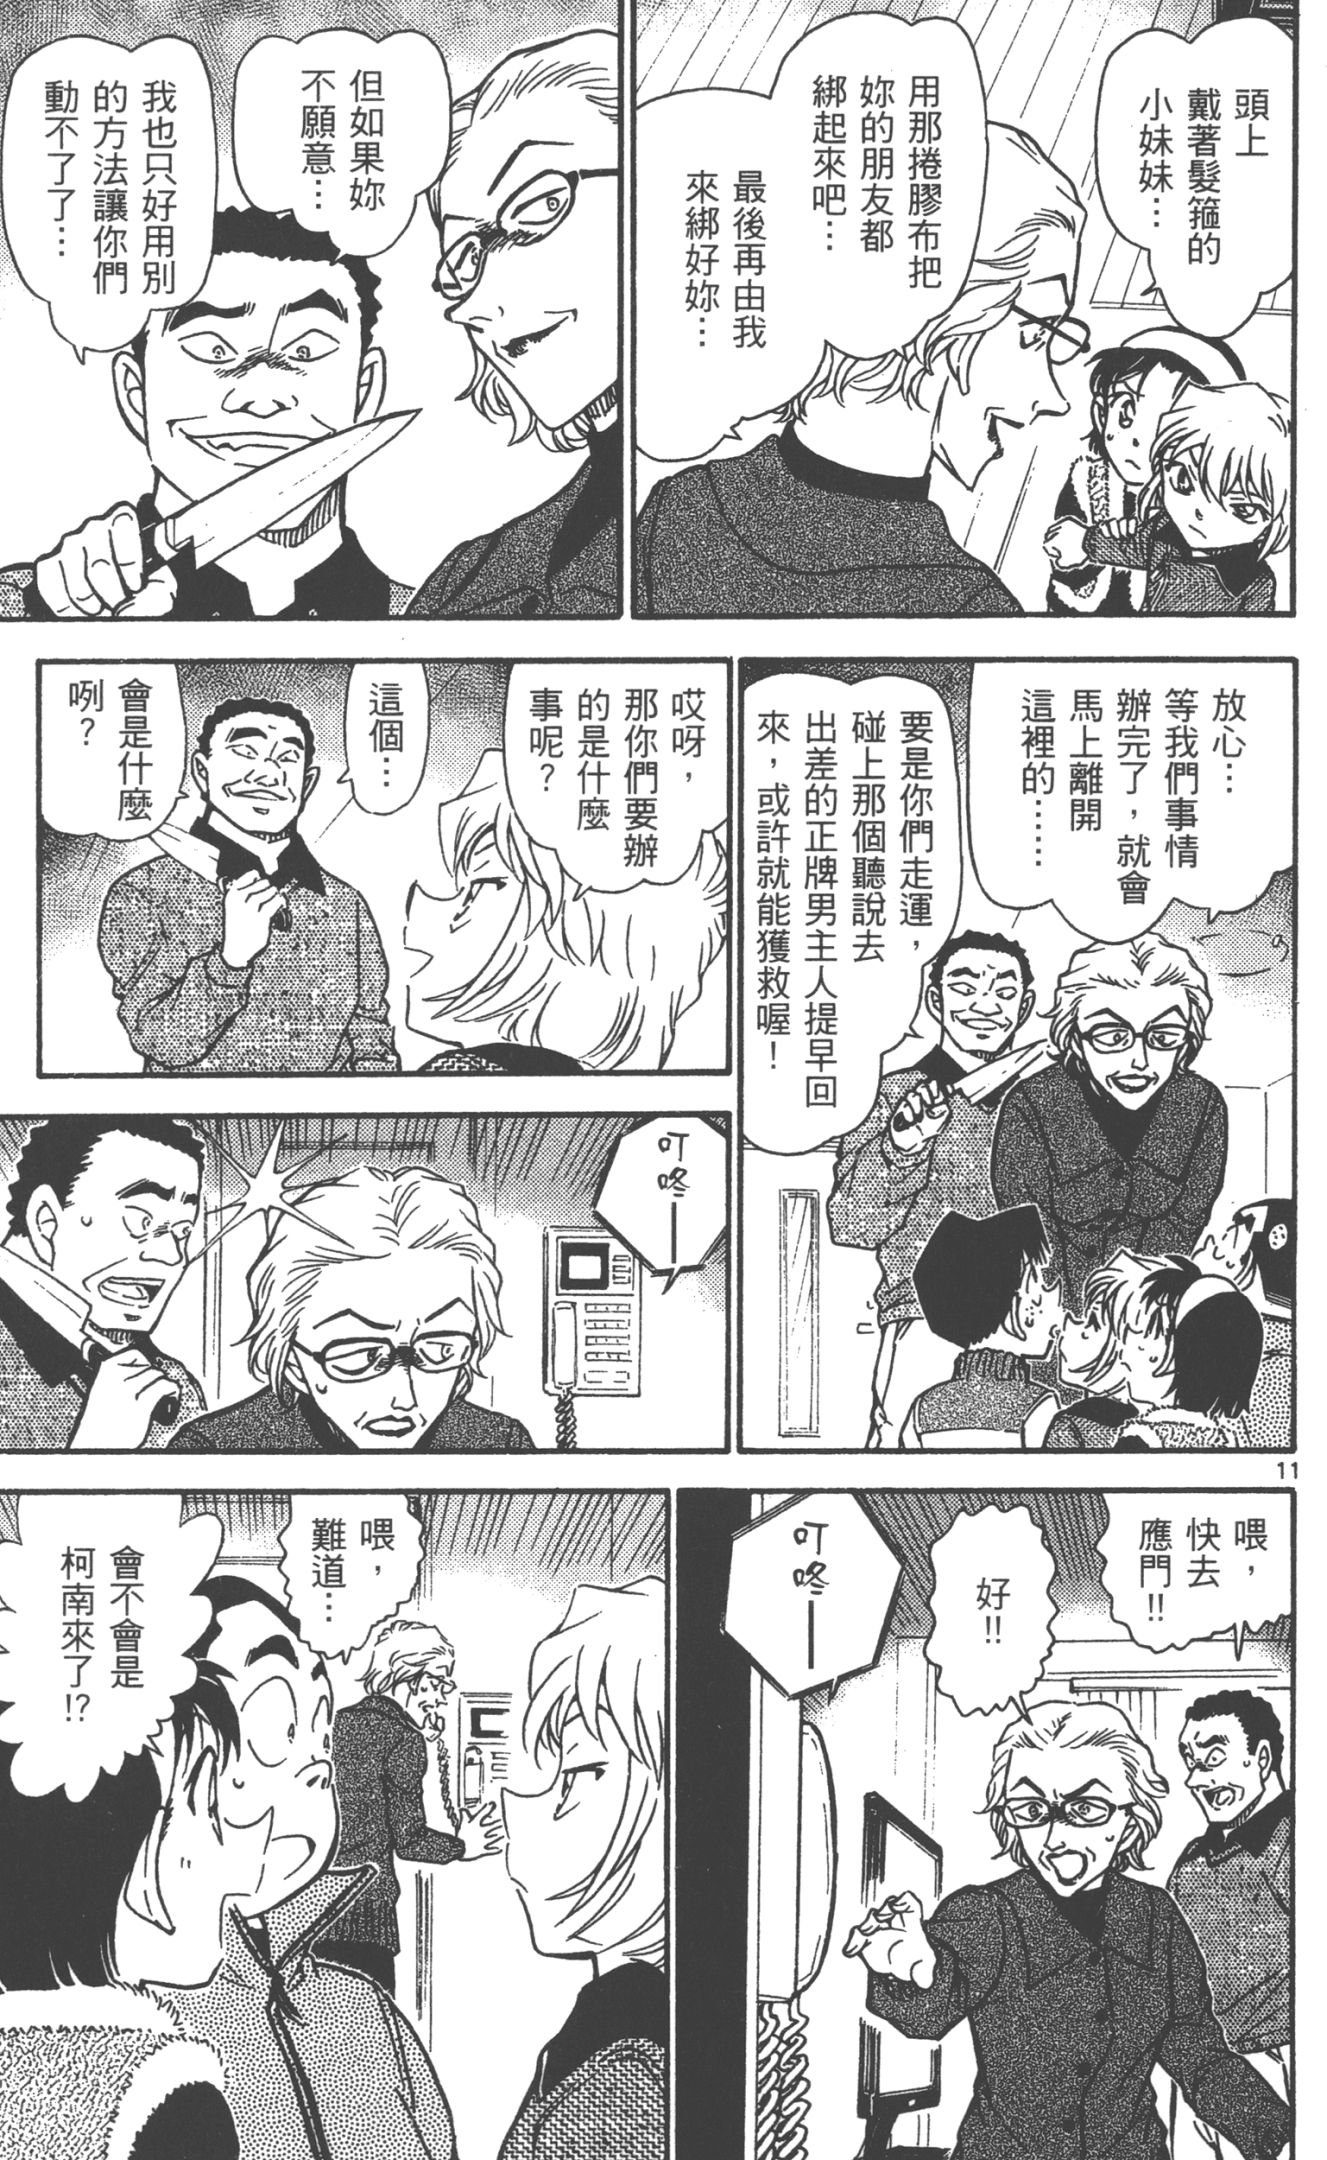 頭上
戴著髮箍的
小妹妹…
用那捲膠布把
妳的朋友都
綁起來吧…
最後再由我
來綁好妳…
但如果妳
不願意…
我也只好用別
的方法讓你們
動不了了…
放心…
等我們事情
辦完了，就會
馬上離開
這裡的……
要是你們走運，
碰上那個聽說去
出差的正牌男主人提早回
來，或許就能獲救喔！
哎呀，
那你們要辦
的是什麼
事呢？
這個…
會是什麼
咧？
叮咚—
11
喂，
快去
應門!!
好!!
叮咚—
喂，
難道…
會不會是
柯南來了!?